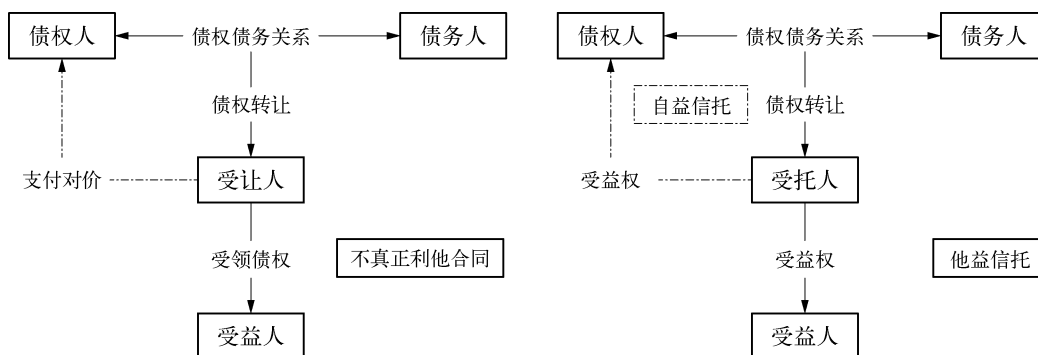 债权人 债权债务关系 债务人
债权转让
支付对价 受让人
受领债权 不真正利他合同
受益人
债权人 债权债务关系 债务人
自益信托 债权转让
受益权 受托人
受益权 他益信托
受益人